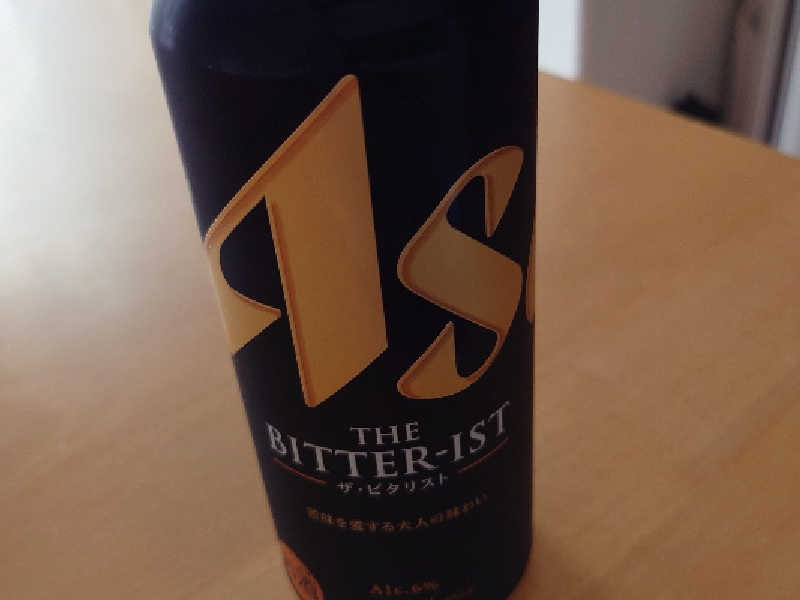 As
THE
BITTER-IST
ザ・ビタリスト
苦味を愛する大人の味わい
Alc.6%